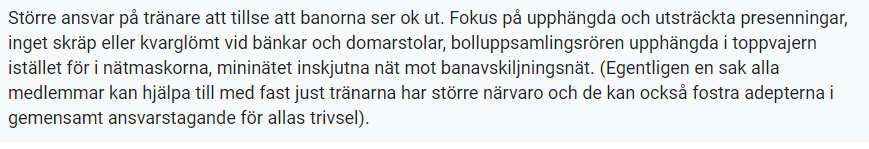 Större ansvar på tränare att tillse att banorna ser ok ut. Fokus på upphängda och utsträckta presenningar,
inget skräp eller kvarglömt vid bänkar och domarstolar, bolluppsamlingsrören upphängda i toppvajern
istället för i nätmaskorna, mininätet inskjutna nät mot banavskiljningsnät. (Egentligen en sak alla
medlemmar kan hjälpa till med fast just tränarna har större närvaro och de kan också fostra adepterna i
gemensamt ansvarstagande för allas trivsel).